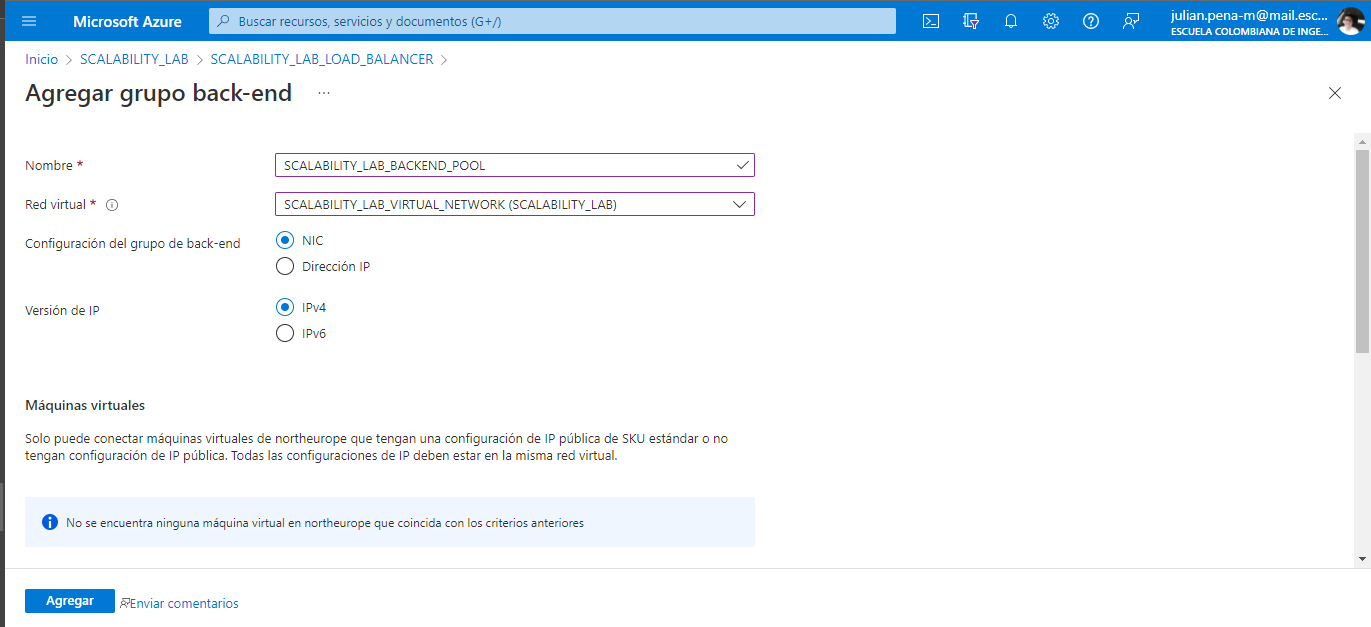 Microsoft Azure
Buscar recursos, servicios y documentos (G+/)
julian.pena-m@mail.esc...
ESCUELA COLOMBIANA DE INGE...
Inicio > SCALABILITY_LAB > SCALABILITY_LAB_LOAD_BALANCER >
Agregar grupo back-end ...
Nombre *
SCALABILITY_LAB_BACKEND_POOL
Red virtual *
SCALABILITY_LAB_VIRTUAL_NETWORK (SCALABILITY_LAB)
Configuración del grupo de back-end
NIC
Dirección IP
Versión de IP
IPv4
IPv6
Máquinas virtuales
Solo puede conectar máquinas virtuales de northeurope que tengan una configuración de IP pública de SKU estándar o no
tengan configuración de IP pública. Todas las configuraciones de IP deben estar en la misma red virtual.
No se encuentra ninguna máquina virtual en northeurope que coincida con los criterios anteriores
Agregar
Enviar comentarios